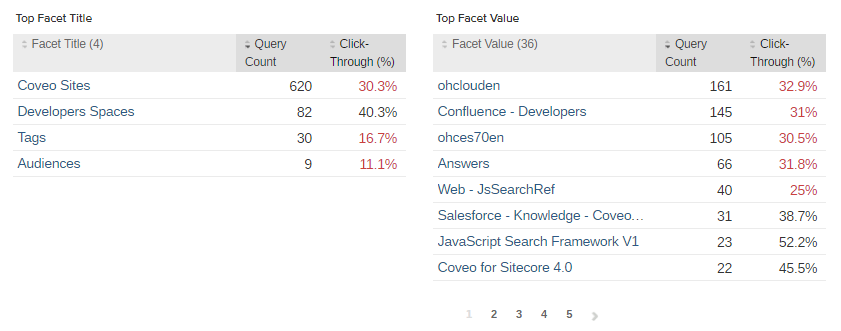 Top Facet Title
Facet Title (4) Query Count Click-Through (%)
Coveo Sites 620 30.3%
Developers Spaces 82 40.3%
Tags 30 16.7%
Audiences 9 11.1%
Top Facet Value
Facet Value (36) Query Count Click-Through (%)
ohclouden 161 32.9%
Confluence - Developers 145 31%
ohces70en 105 30.5%
Answers 66 31.8%
Web - JsSearchRef 40 25%
Salesforce - Knowledge - Coveo... 31 38.7%
JavaScript Search Framework V1 23 52.2%
Coveo for Sitecore 4.0 22 45.5%
1 2 3 4 5